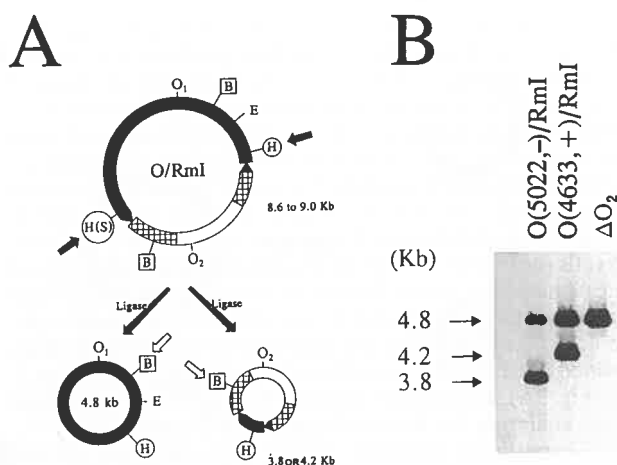 A
O₁
B
E
H
O/RmI
8.6 to 9.0 Kb
H(S)
B
O₂
Ligase
Ligase
O₁
B
4.8 kb
E
H
O₂
B
H
3.8 OR 4.2 Kb
B
O(5022,-)/RmI
O(4633,+)/RmI
ΔO₂
(Kb)
4.8
4.2
3.8